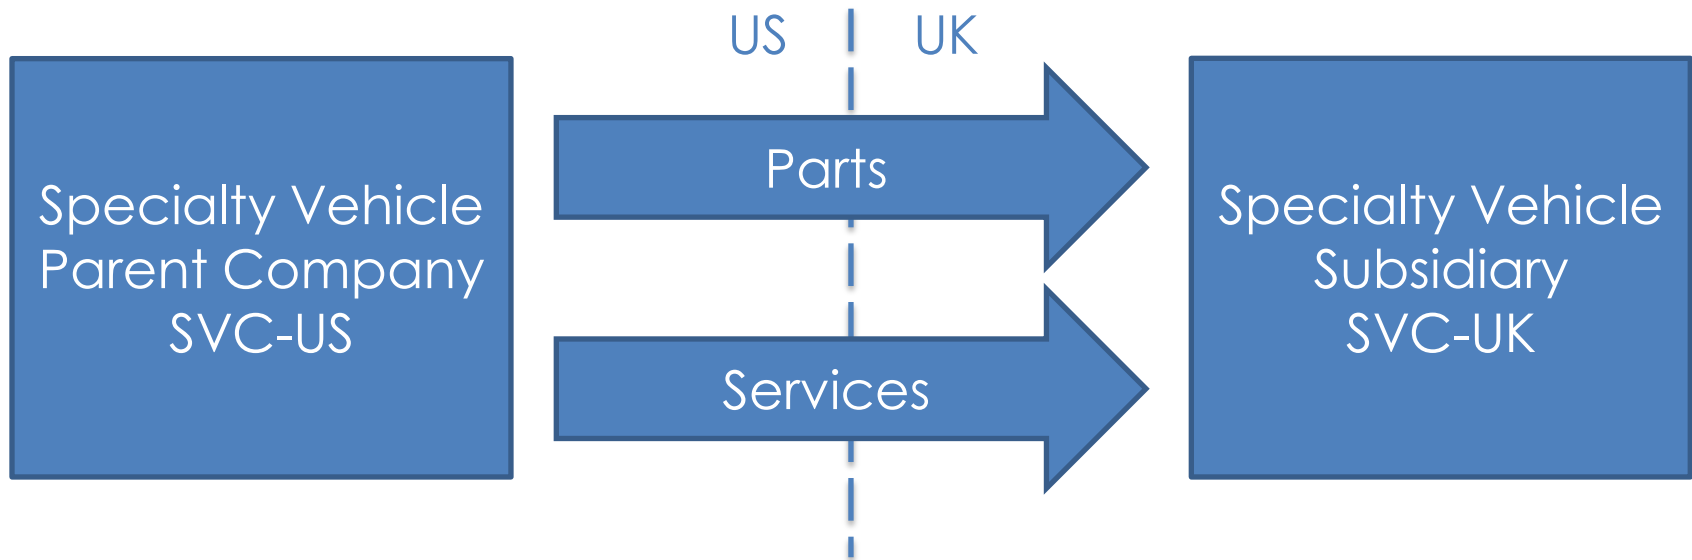 US
UK
Specialty Vehicle
Parent Company
SVC-US
Parts
Services
Specialty Vehicle
Subsidiary
SVC-UK